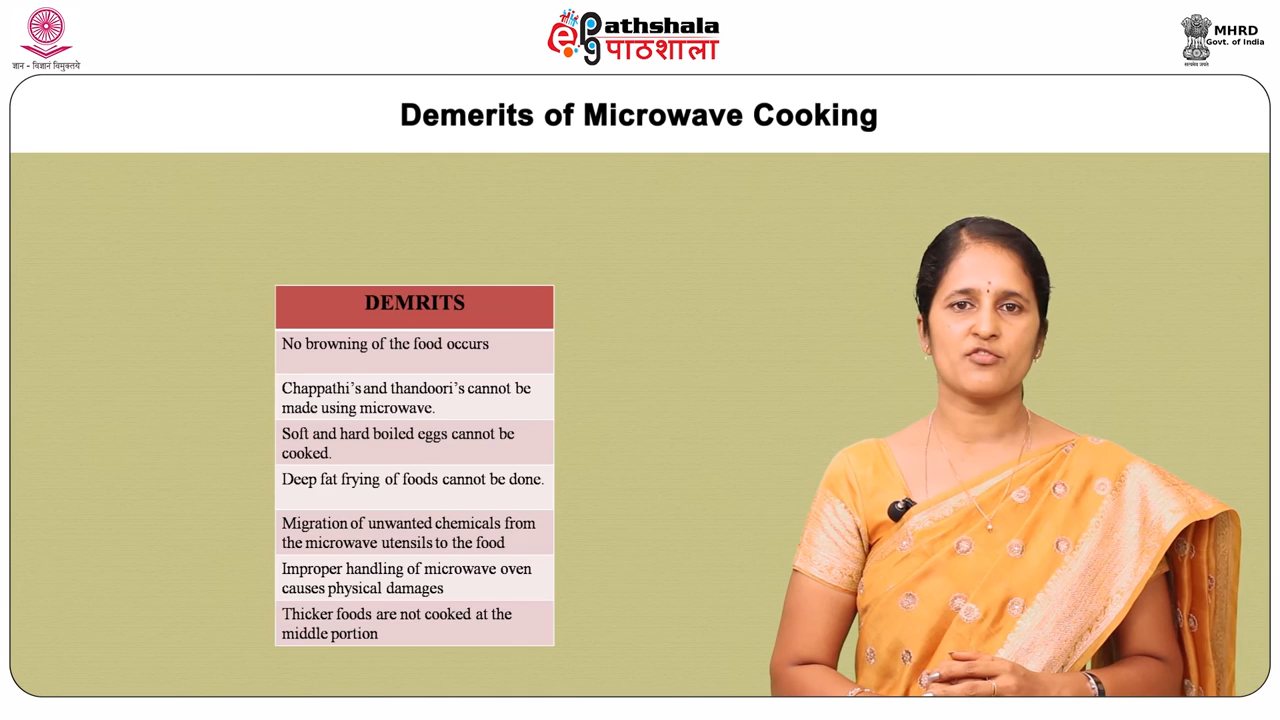 ज्ञान - विज्ञानं विमुक्तये
ePathshala
पाठशाला
MHRD
Govt. of India
सत्यमेव जयते
Demerits of Microwave Cooking
DEMRITS
No browning of the food occurs
Chappathi's and thandoori's cannot be
made using microwave.
Soft and hard boiled eggs cannot be
cooked.
Deep fat frying of foods cannot be done.
Migration of unwanted chemicals from
the microwave utensils to the food
Improper handling of microwave oven
causes physical damages
Thicker foods are not cooked at the
middle portion